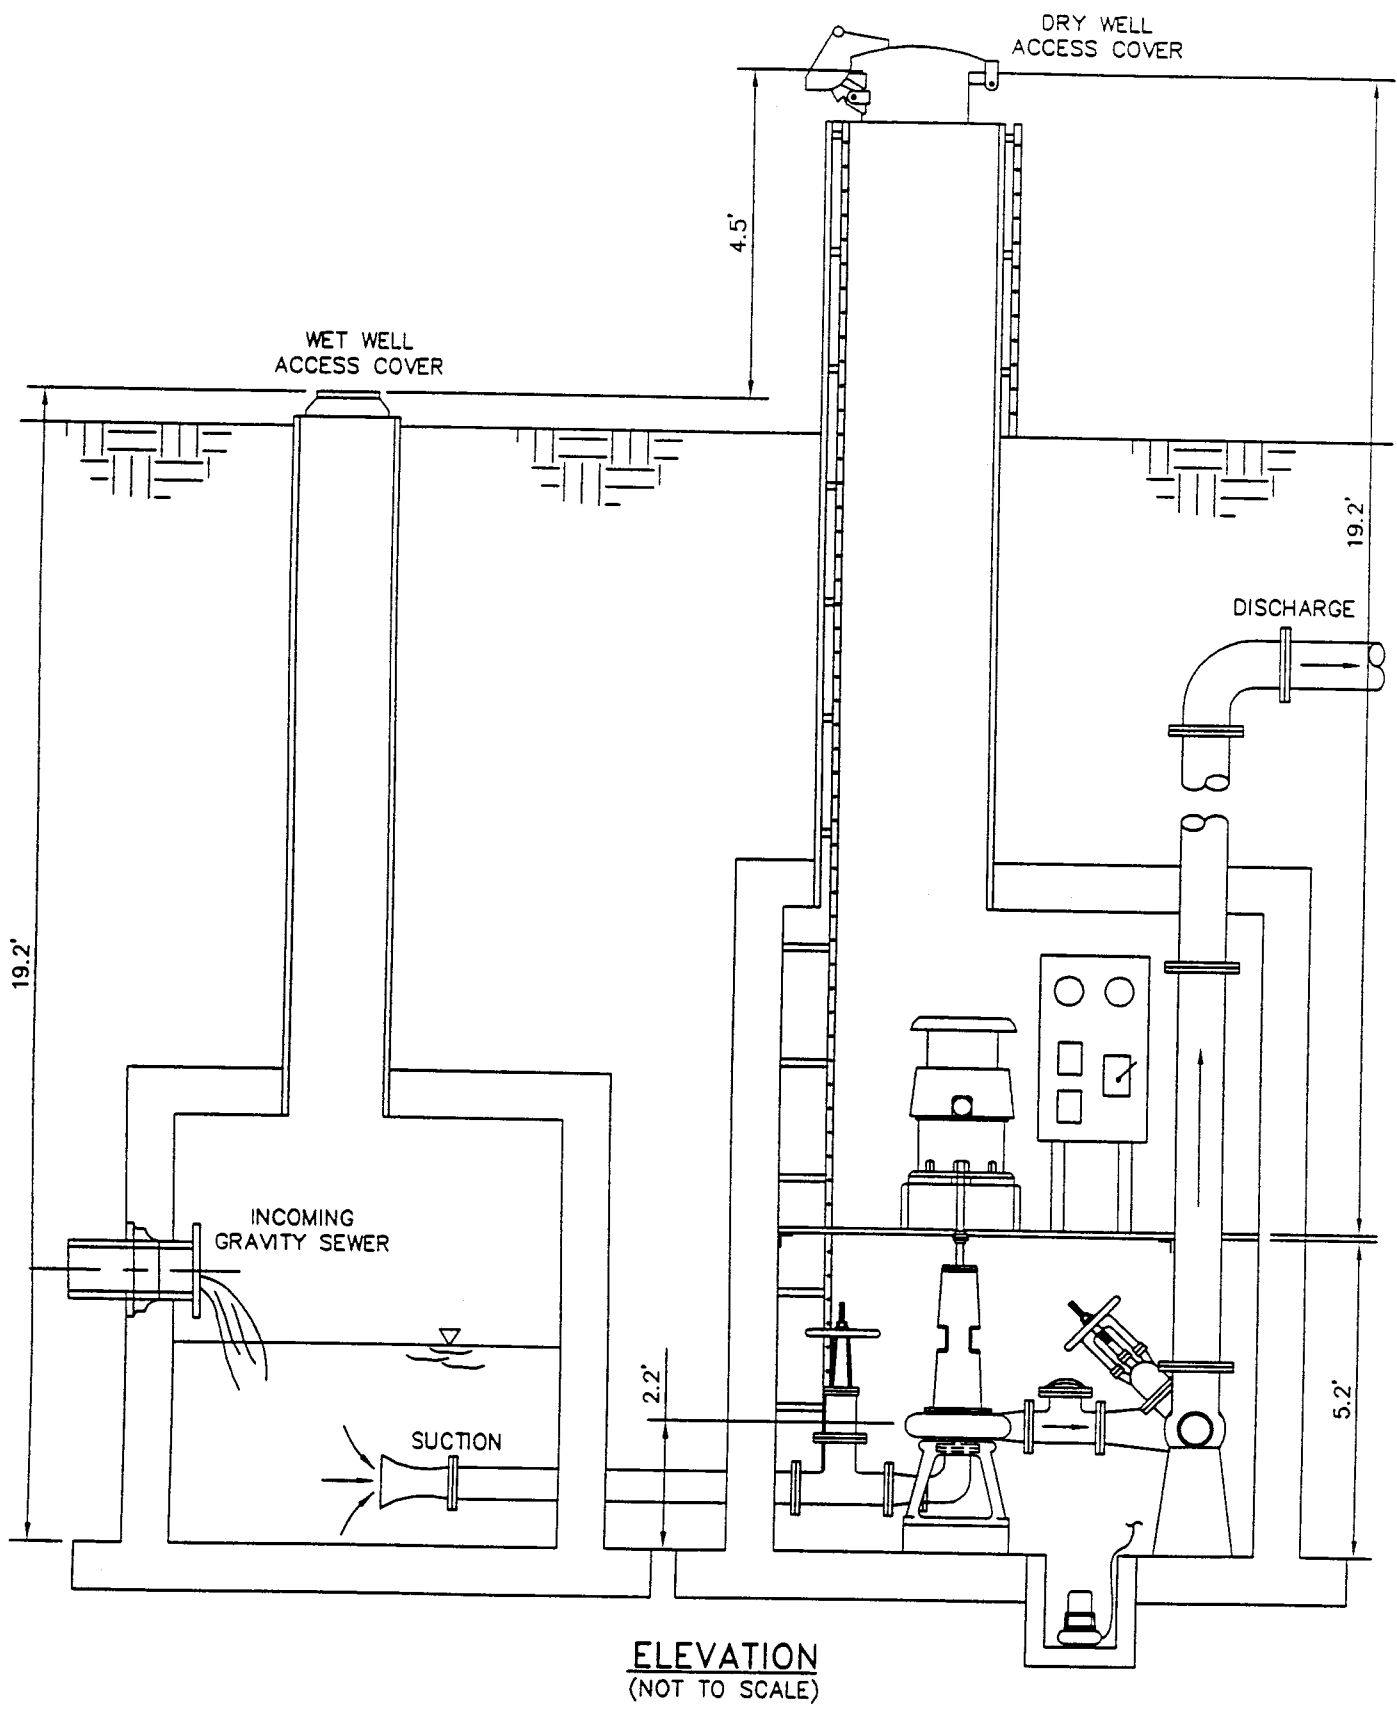 DRY WELL
ACCESS COVER
4.5'
WET WELL
ACCESS COVER
19.2'
DISCHARGE
19.2'
INCOMING
GRAVITY SEWER
2.2'
5.2'
SUCTION
ELEVATION
(NOT TO SCALE)